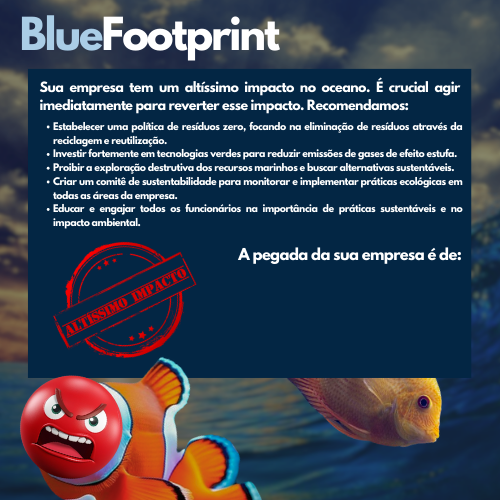 BlueFootprint
Sua empresa tem um altíssimo impacto no oceano. É crucial agir
imediatamente para reverter esse impacto. Recomendamos:
• Estabelecer uma política de resíduos zero, focando na eliminação de resíduos através da
reciclagem e reutilização.
• Investir fortemente em tecnologias verdes para reduzir emissões de gases de efeito estufa.
• Proibir a exploração destrutiva dos recursos marinhos e buscar alternativas sustentáveis.
• Criar um comitê de sustentabilidade para monitorar e implementar práticas ecológicas em
todas as áreas da empresa.
• Educar e engajar todos os funcionários na importância de práticas sustentáveis e no
impacto ambiental.
A pegada da sua empresa é de:
ALTISSIMO IMPACTO